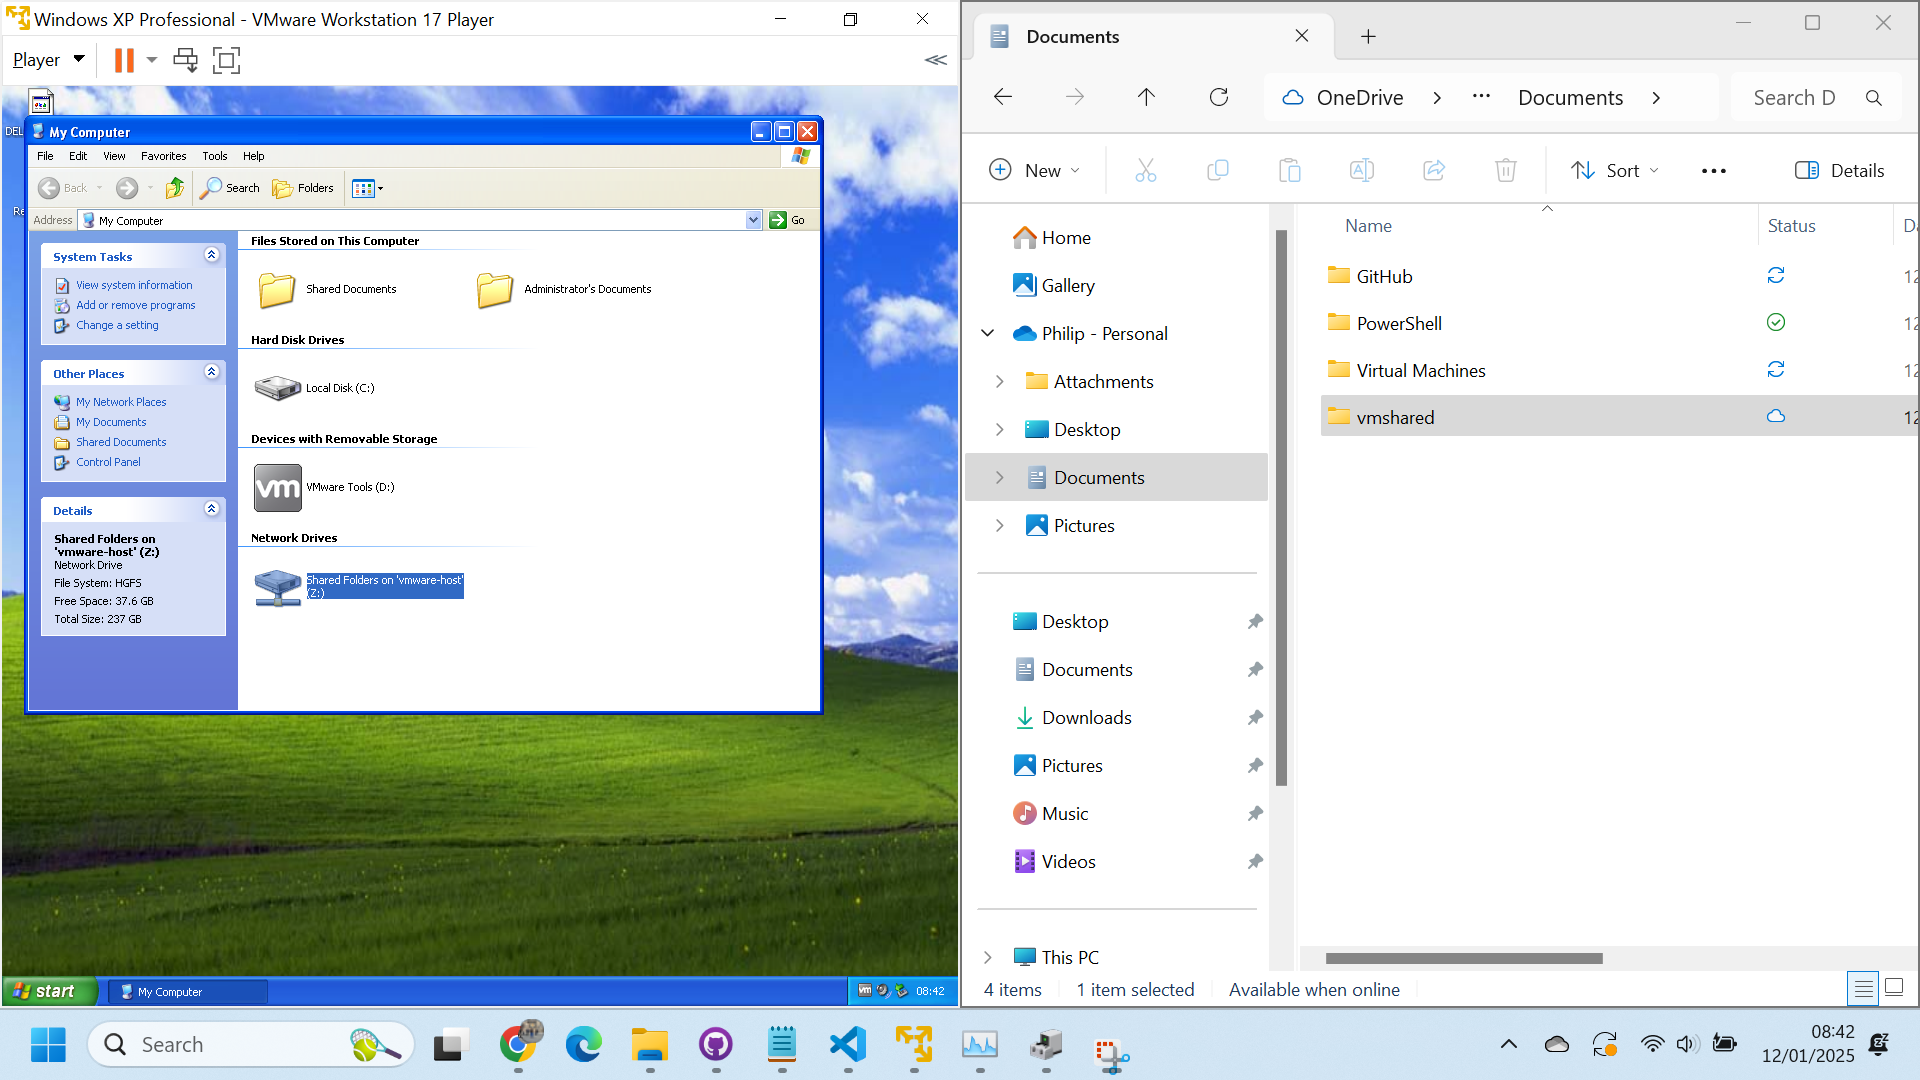 Windows XP Professional - VMware Workstation 17 Player
Player
DEL
My Computer
File Edit View Favorites Tools Help
Back Search Folders
Address My Computer Go
Re
System Tasks
View system information
Add or remove programs
Change a setting
Other Places
My Network Places
My Documents
Shared Documents
Control Panel
Details
Shared Folders on
'vmware-host' (Z:)
Network Drive
File System: HGFS
Free Space: 37.6 GB
Total Size: 237 GB
Files Stored on This Computer
Shared Documents
Administrator's Documents
Hard Disk Drives
Local Disk (C:)
Devices with Removable Storage
vm
VMware Tools (D:)
Network Drives
Shared Folders on 'vmware-host'
(Z:)
start
My Computer
vm
08:42
Documents
OneDrive
Documents
Search D
New
Sort
Details
Home
Gallery
Philip - Personal
Attachments
Desktop
Documents
Pictures
Desktop
Documents
Downloads
Pictures
Music
Videos
This PC
Name Status Da
GitHub 12
PowerShell 12
Virtual Machines 12
vmshared 12
4 items 1 item selected Available when online
Search
08:42
12/01/2025